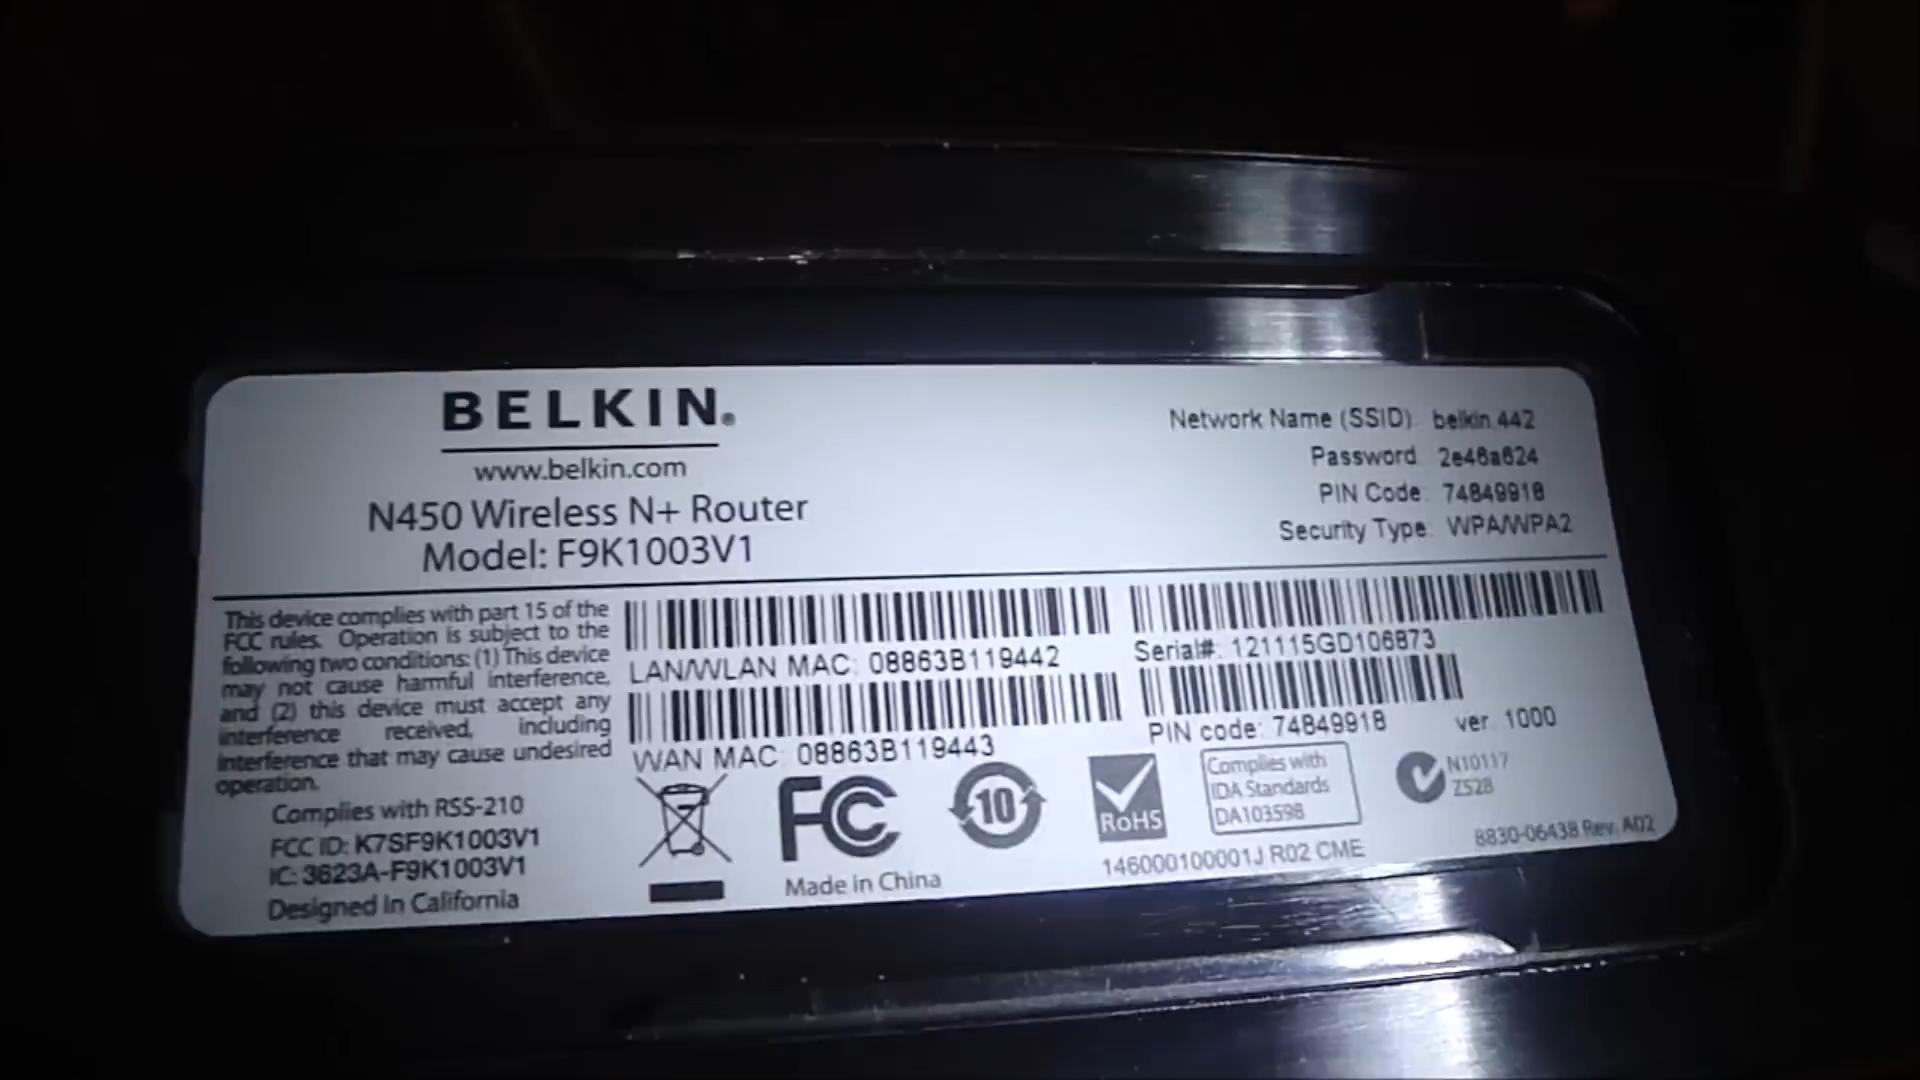 BELKIN®
www.belkin.com
N450 Wireless N+ Router
Model: F9K1003V1
Network Name (SSID): belkin.442
Password: 2e46a624
PIN Code: 74849918
Security Type: WPA/WPA2
This device complies with part 15 of the
FCC rules. Operation is subject to the
following two conditions: (1) This device
may not cause harmful interference,
and (2) this device must accept any
interference received, including
interference that may cause undesired
operation.
Complies with RSS-210
FCC ID: K7SF9K1003V1
IC: 3623A-F9K1003V1
Designed in California
LAN/WLAN MAC: 08863B119442
WAN MAC: 08863B119443
Serial#: 121115GD106873
PIN code: 74849918
ver. 1000
FC
Made in China
10
RoHS
Complies with
IDA Standards
DA103598
N10117
Z528
146000100001J R02 CME
8830-06438 Rev. A02